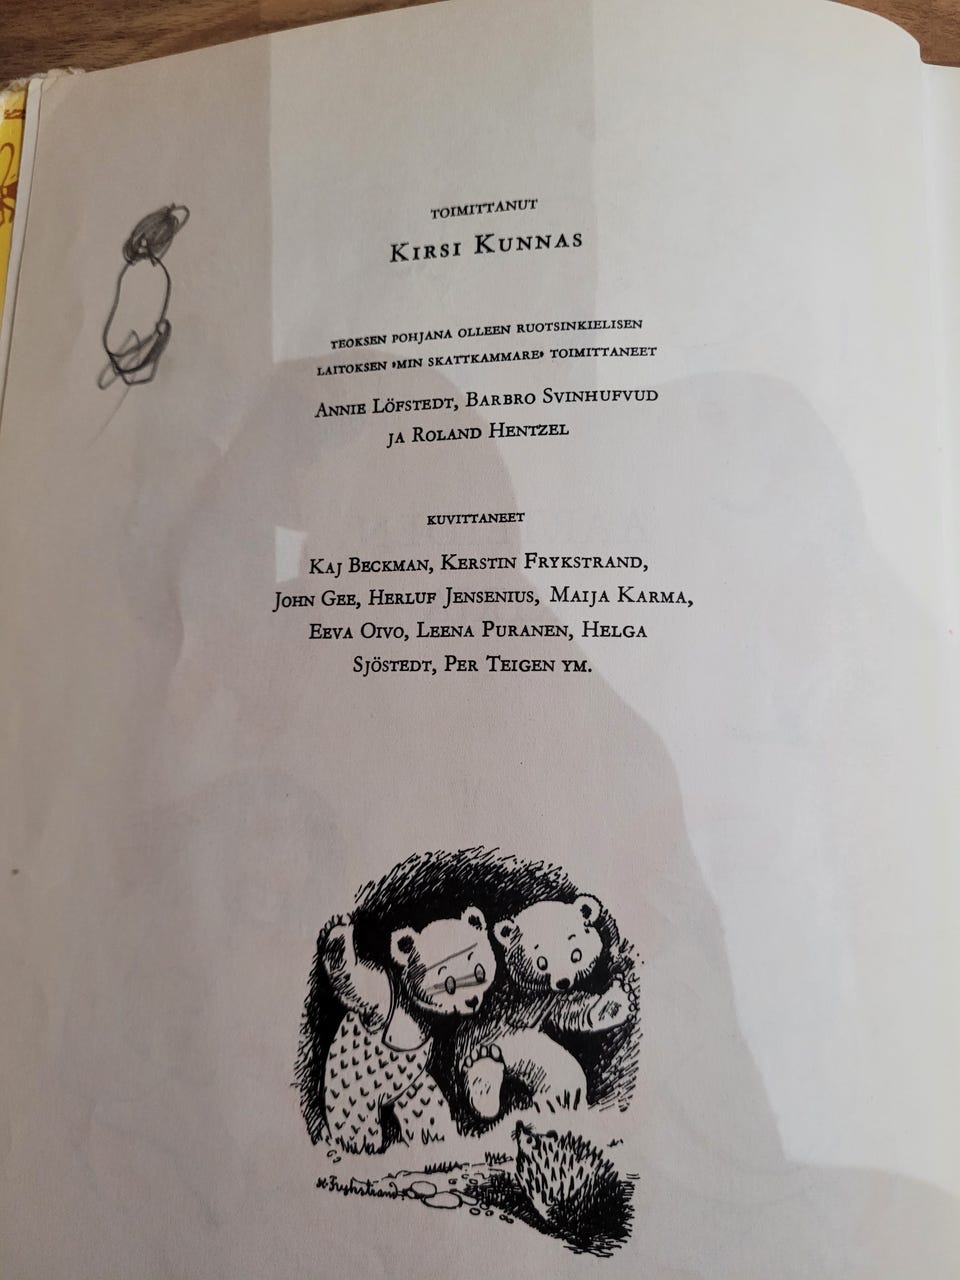 TOIMITTANUT
KIRSI KUNNAS
TEOKSEN POHJANA OLLEEN RUOTSINKIELISEN
LAITOKSEN »MIN SKATTKAMMARE» TOIMITTANEET
ANNIE LÖFSTEDT, BARBRO SVINHUFVUD
JA ROLAND HENTZEL
KUVITTANEET
KAJ BECKMAN, KERSTIN FRYKSTRAND,
JOHN GEE, HERLUF JENSENIUS, MAIJA KARMA,
EEVA OIVO, LEENA PURANEN, HELGA
SJÖSTEDT, PER TEIGEN YM.
K Frykstrand